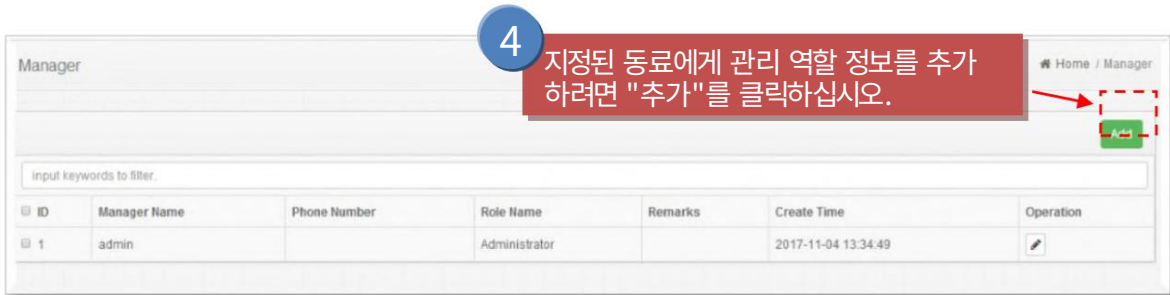 4
지정된 동료에게 관리 역할 정보를 추가
하려면 "추가"를 클릭하십시오.
Manager
Home / Manager
Add
input keywords to filter.
ID Manager Name Phone Number Role Name Remarks Create Time Operation
1 admin Administrator 2017-11-04 13:34:49